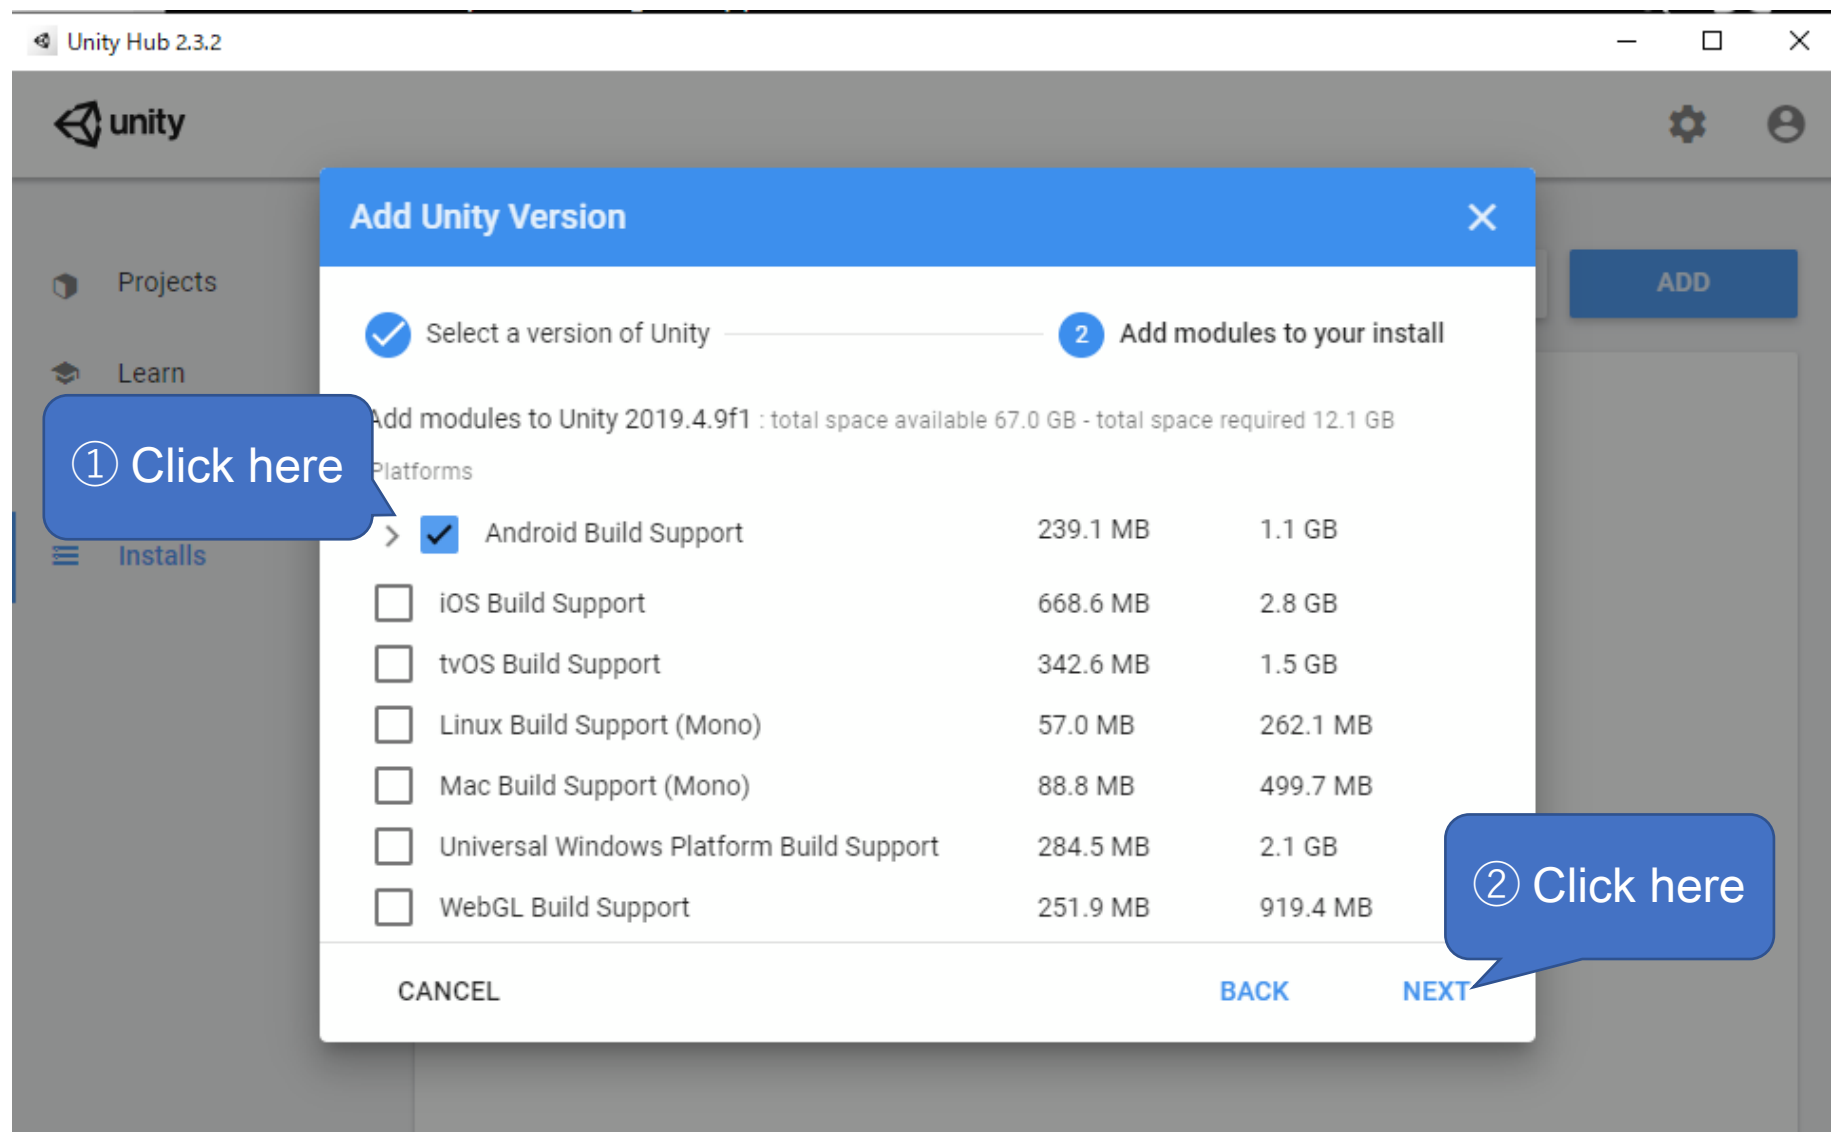 Unity Hub 2.3.2
unity
Add Unity Version
Projects
ADD
Select a version of Unity
2 Add modules to your install
Learn
Add modules to Unity 2019.4.9f1 : total space available 67.0 GB - total space required 12.1 GB
① Click here
Platforms
Android Build Support 239.1 MB 1.1 GB
Installs
iOS Build Support 668.6 MB 2.8 GB
tvOS Build Support 342.6 MB 1.5 GB
Linux Build Support (Mono) 57.0 MB 262.1 MB
Mac Build Support (Mono) 88.8 MB 499.7 MB
Universal Windows Platform Build Support 284.5 MB 2.1 GB
② Click here
WebGL Build Support 251.9 MB 919.4 MB
CANCEL BACK NEXT